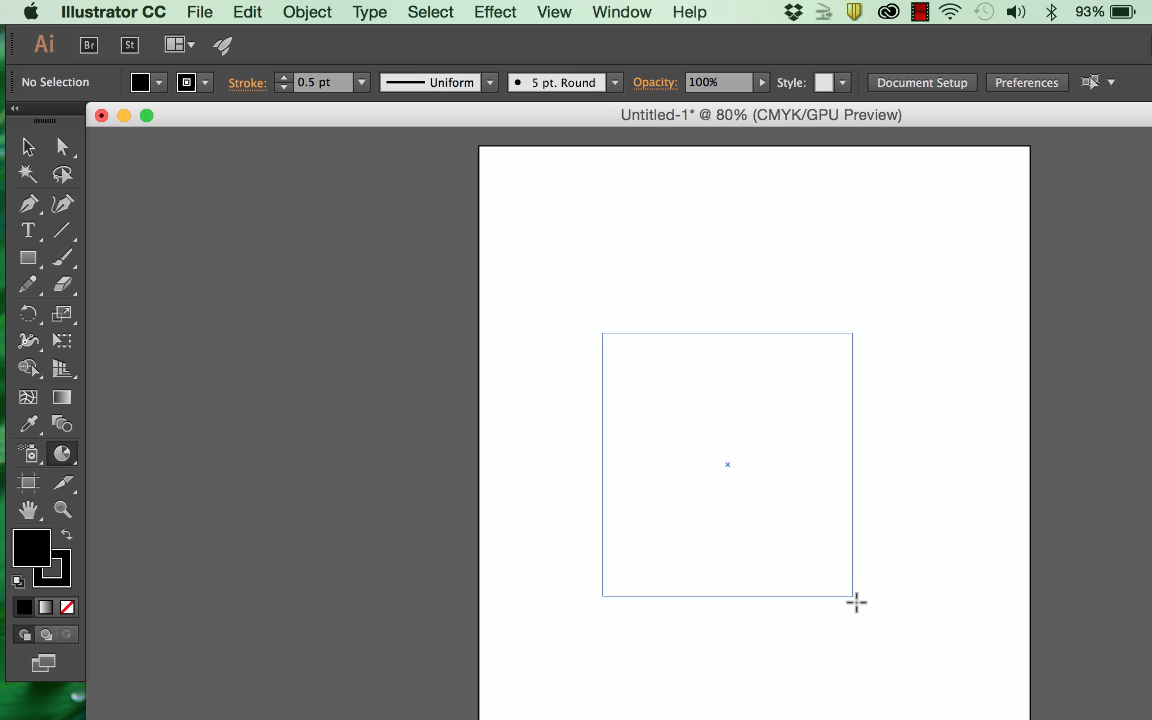 Illustrator CC File Edit Object Type Select Effect View Window Help 93%
Ai Br St
No Selection Stroke: 0.5 pt Uniform 5 pt. Round Opacity: 100% Style: Document Setup Preferences
Untitled-1* @ 80% (CMYK/GPU Preview)
T